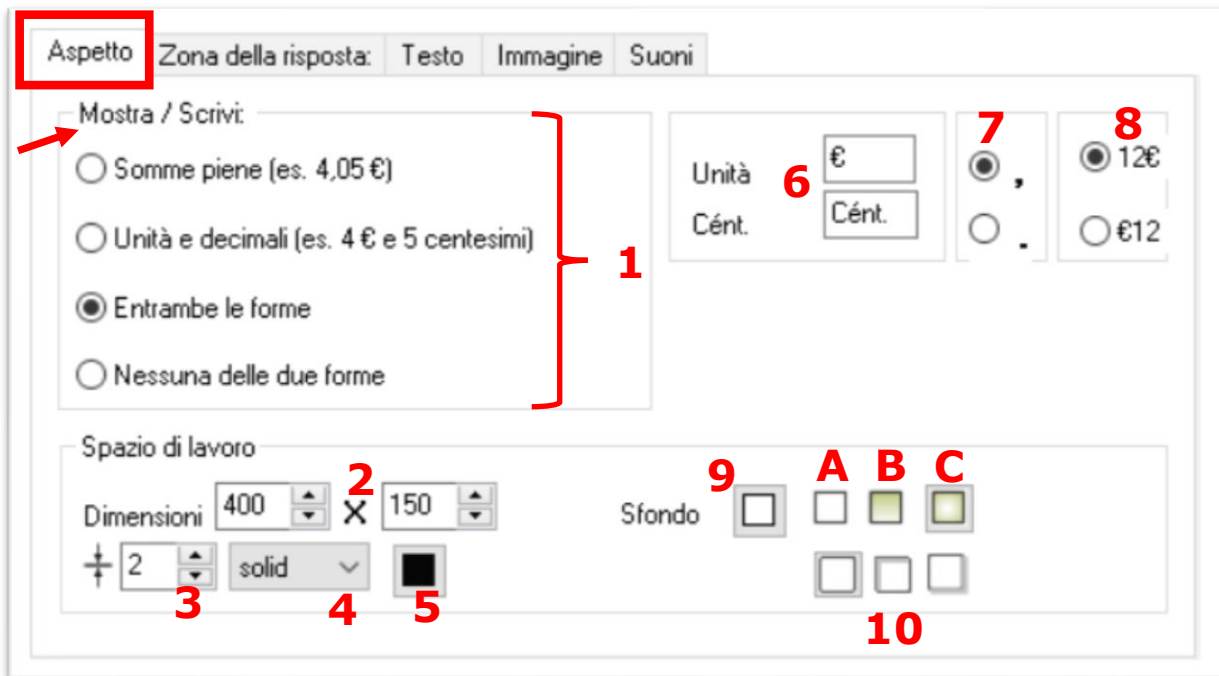 Aspetto Zona della risposta: Testo Immagine Suoni
Mostra / Scrivi:
Somme piene (es. 4,05 €)
Unità e decimali (es. 4 € e 5 centesimi)
Entrambe le forme
Nessuna delle due forme
1
Unità €
Cént. Cént.
6
7
,
.
8
12€
€12
Spazio di lavoro
Dimensioni 400 2 X 150
2 solid
3 4 5
9 A B C
Sfondo
10